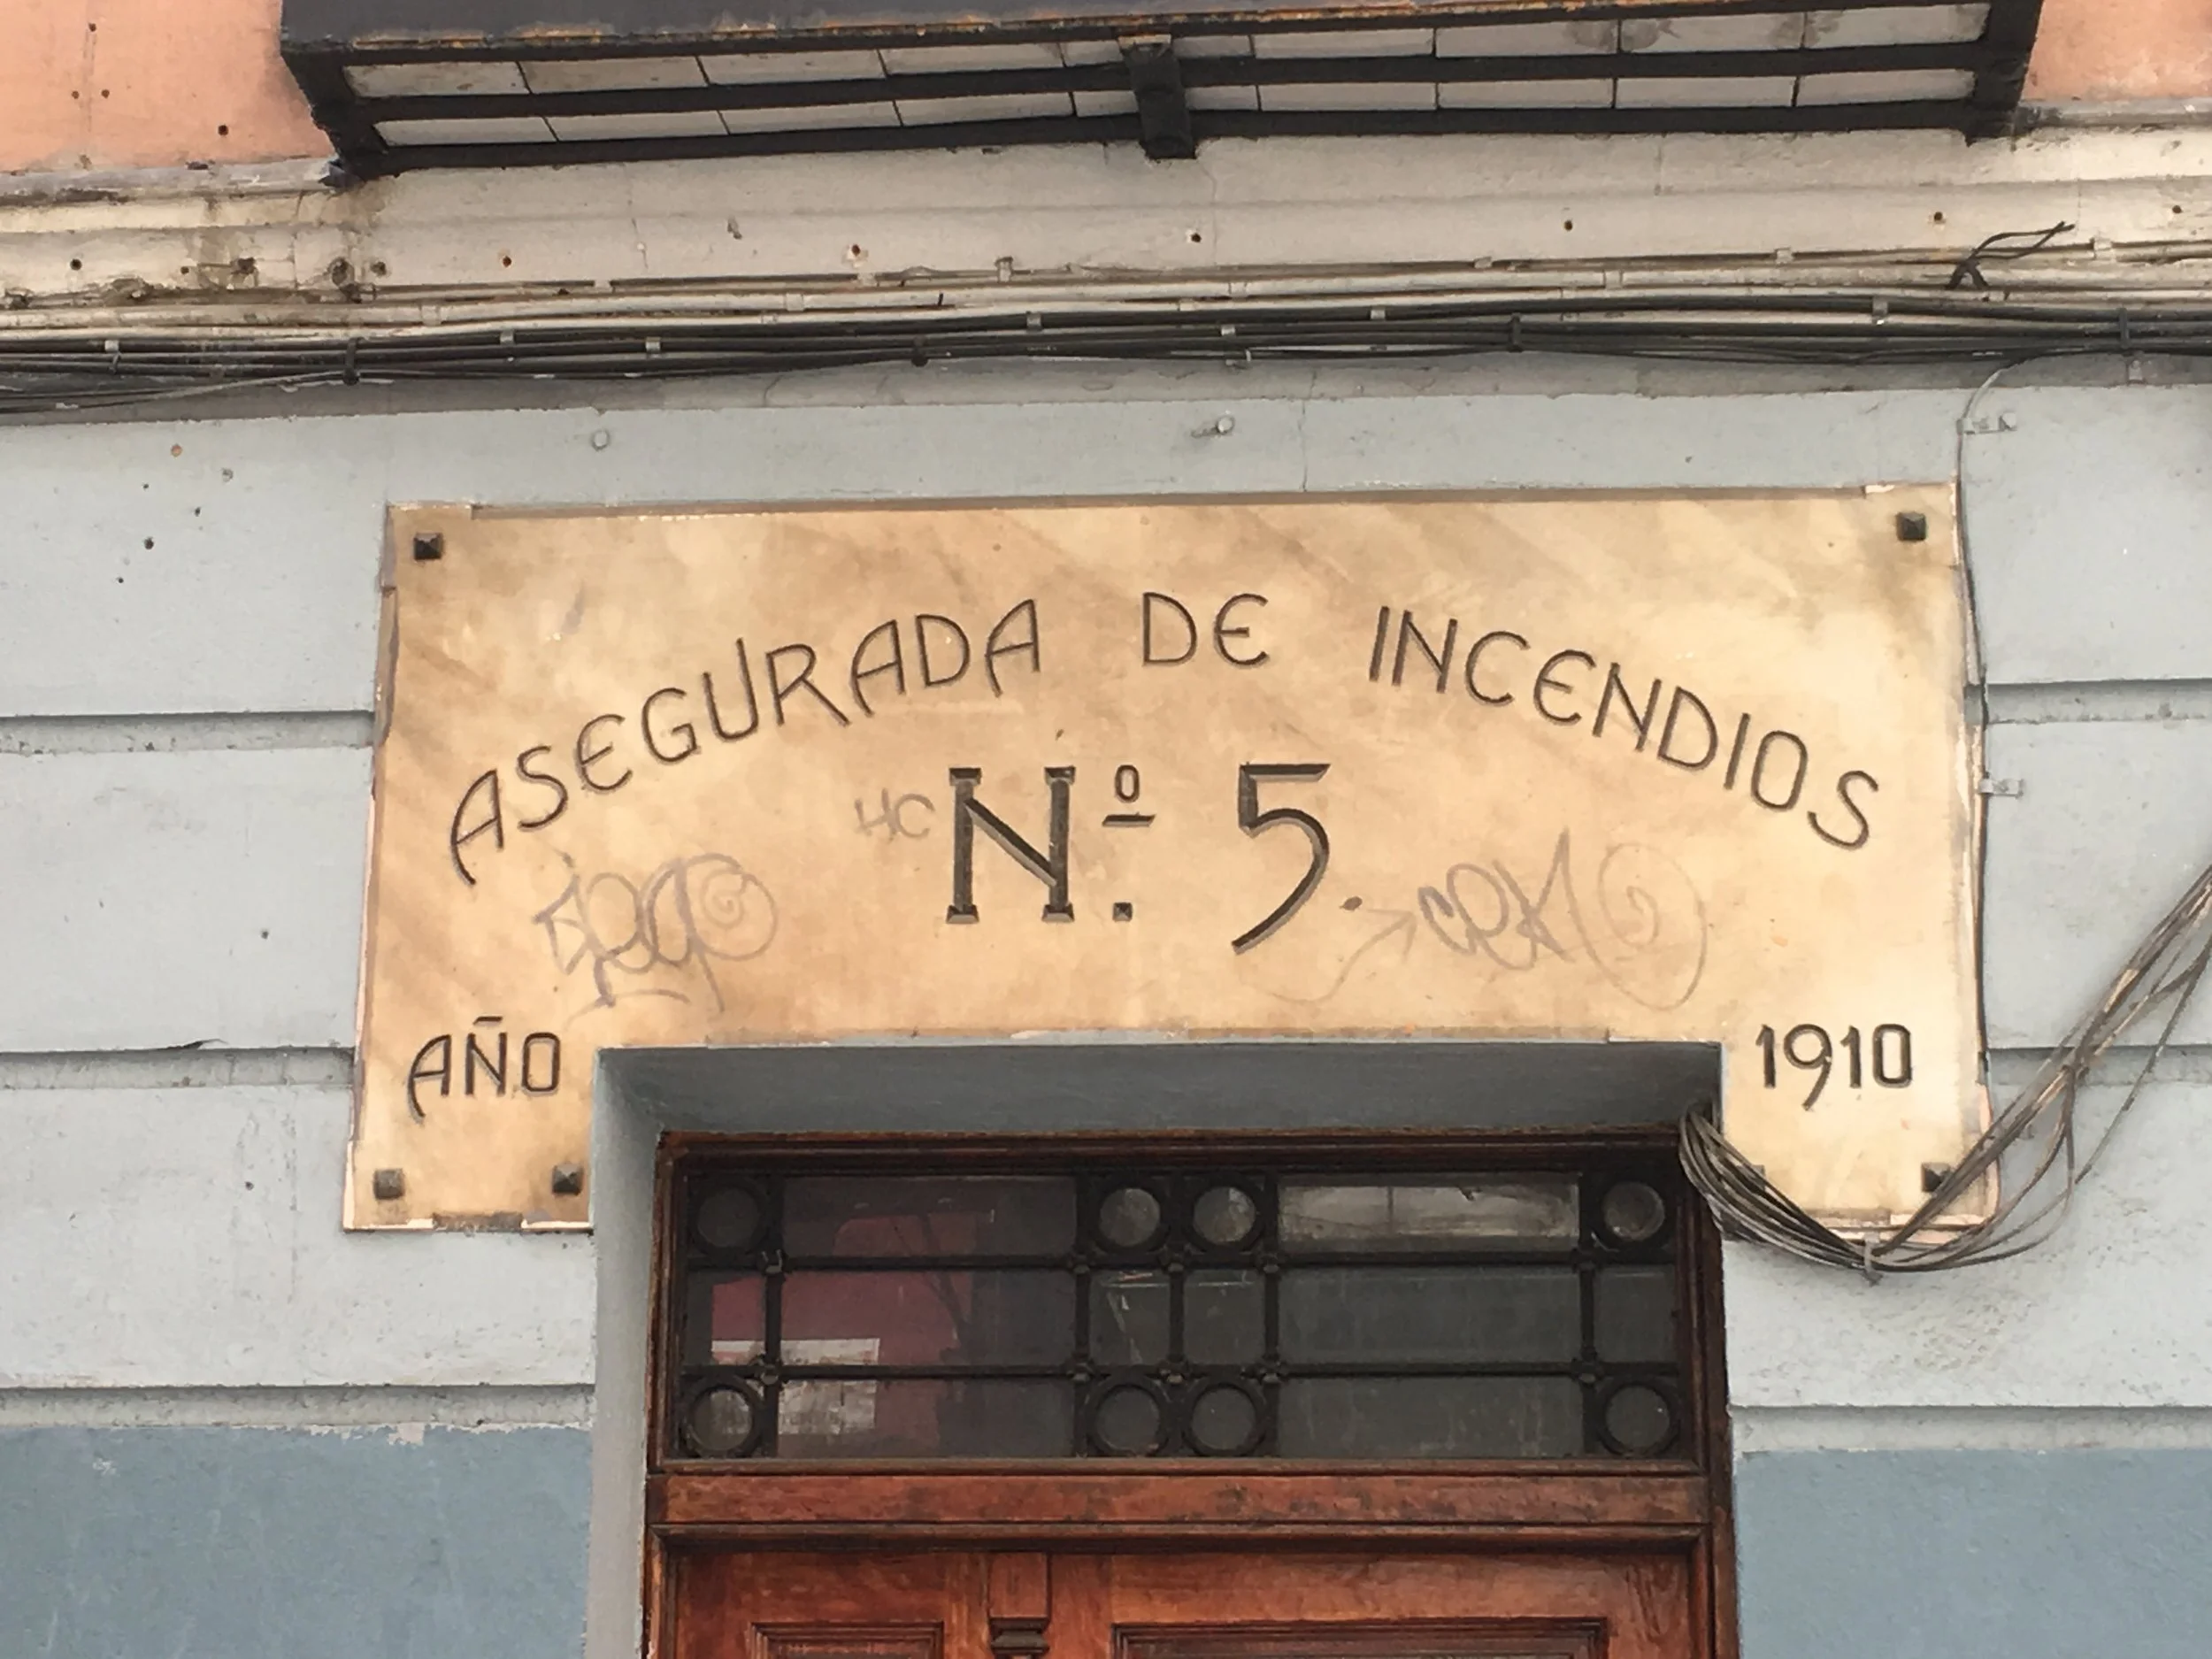 ASEGURADA DE INCENDIOS
Nº. 5
AÑO 1910